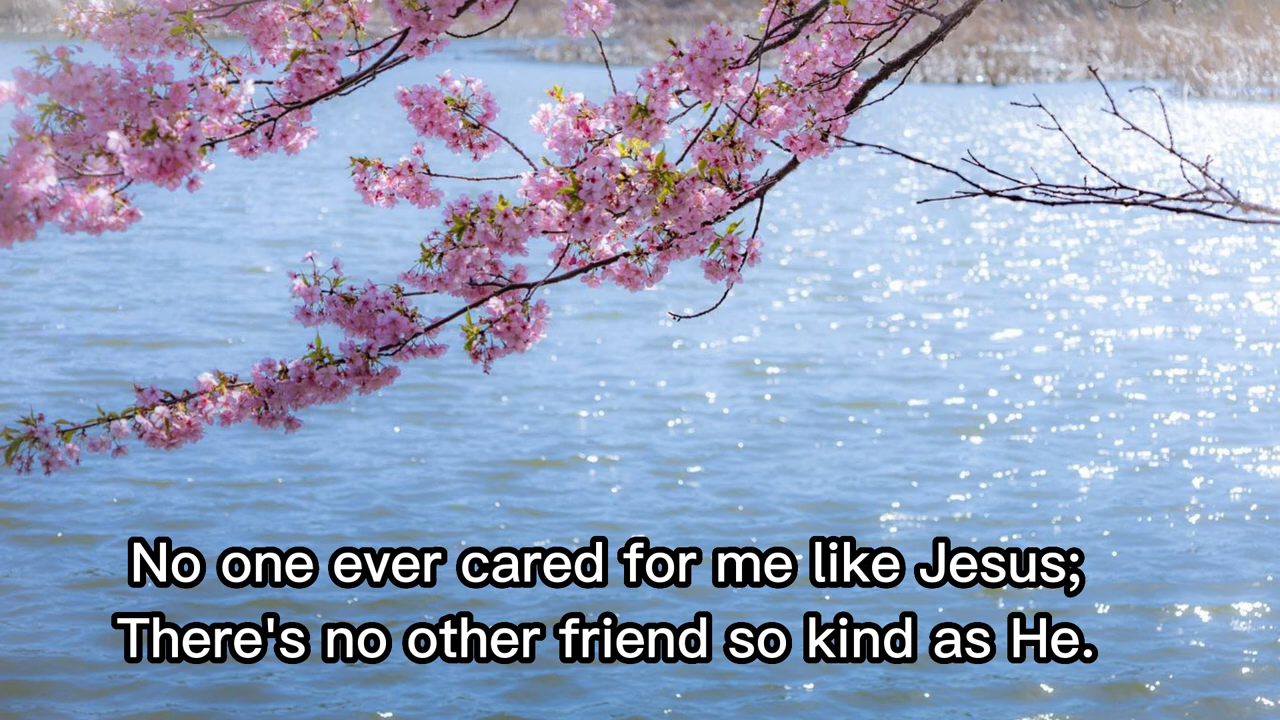 No one ever cared for me like Jesus;
There's no other friend so kind as He.